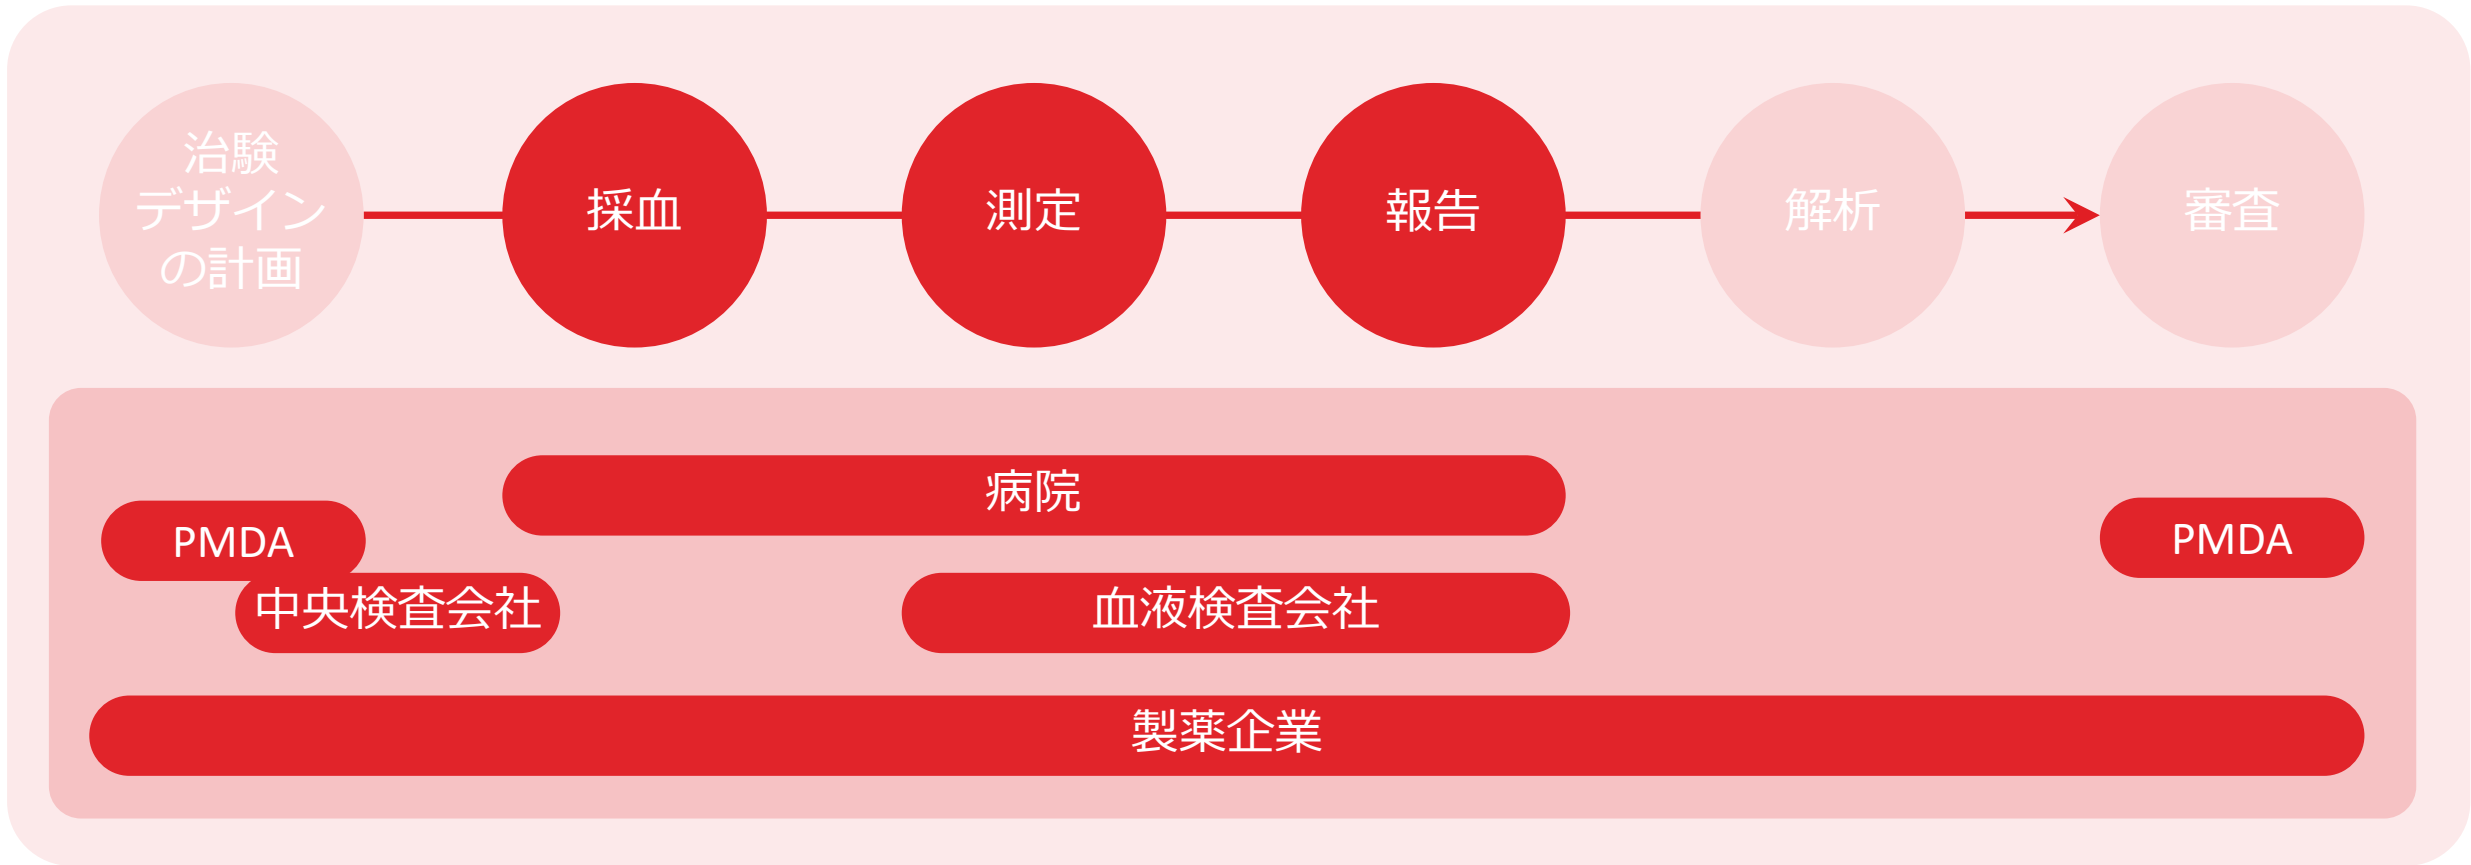 治験
デザイン
の計画
採血
測定
報告
解析
審査
病院
PMDA
PMDA
中央検査会社
血液検査会社
製薬企業